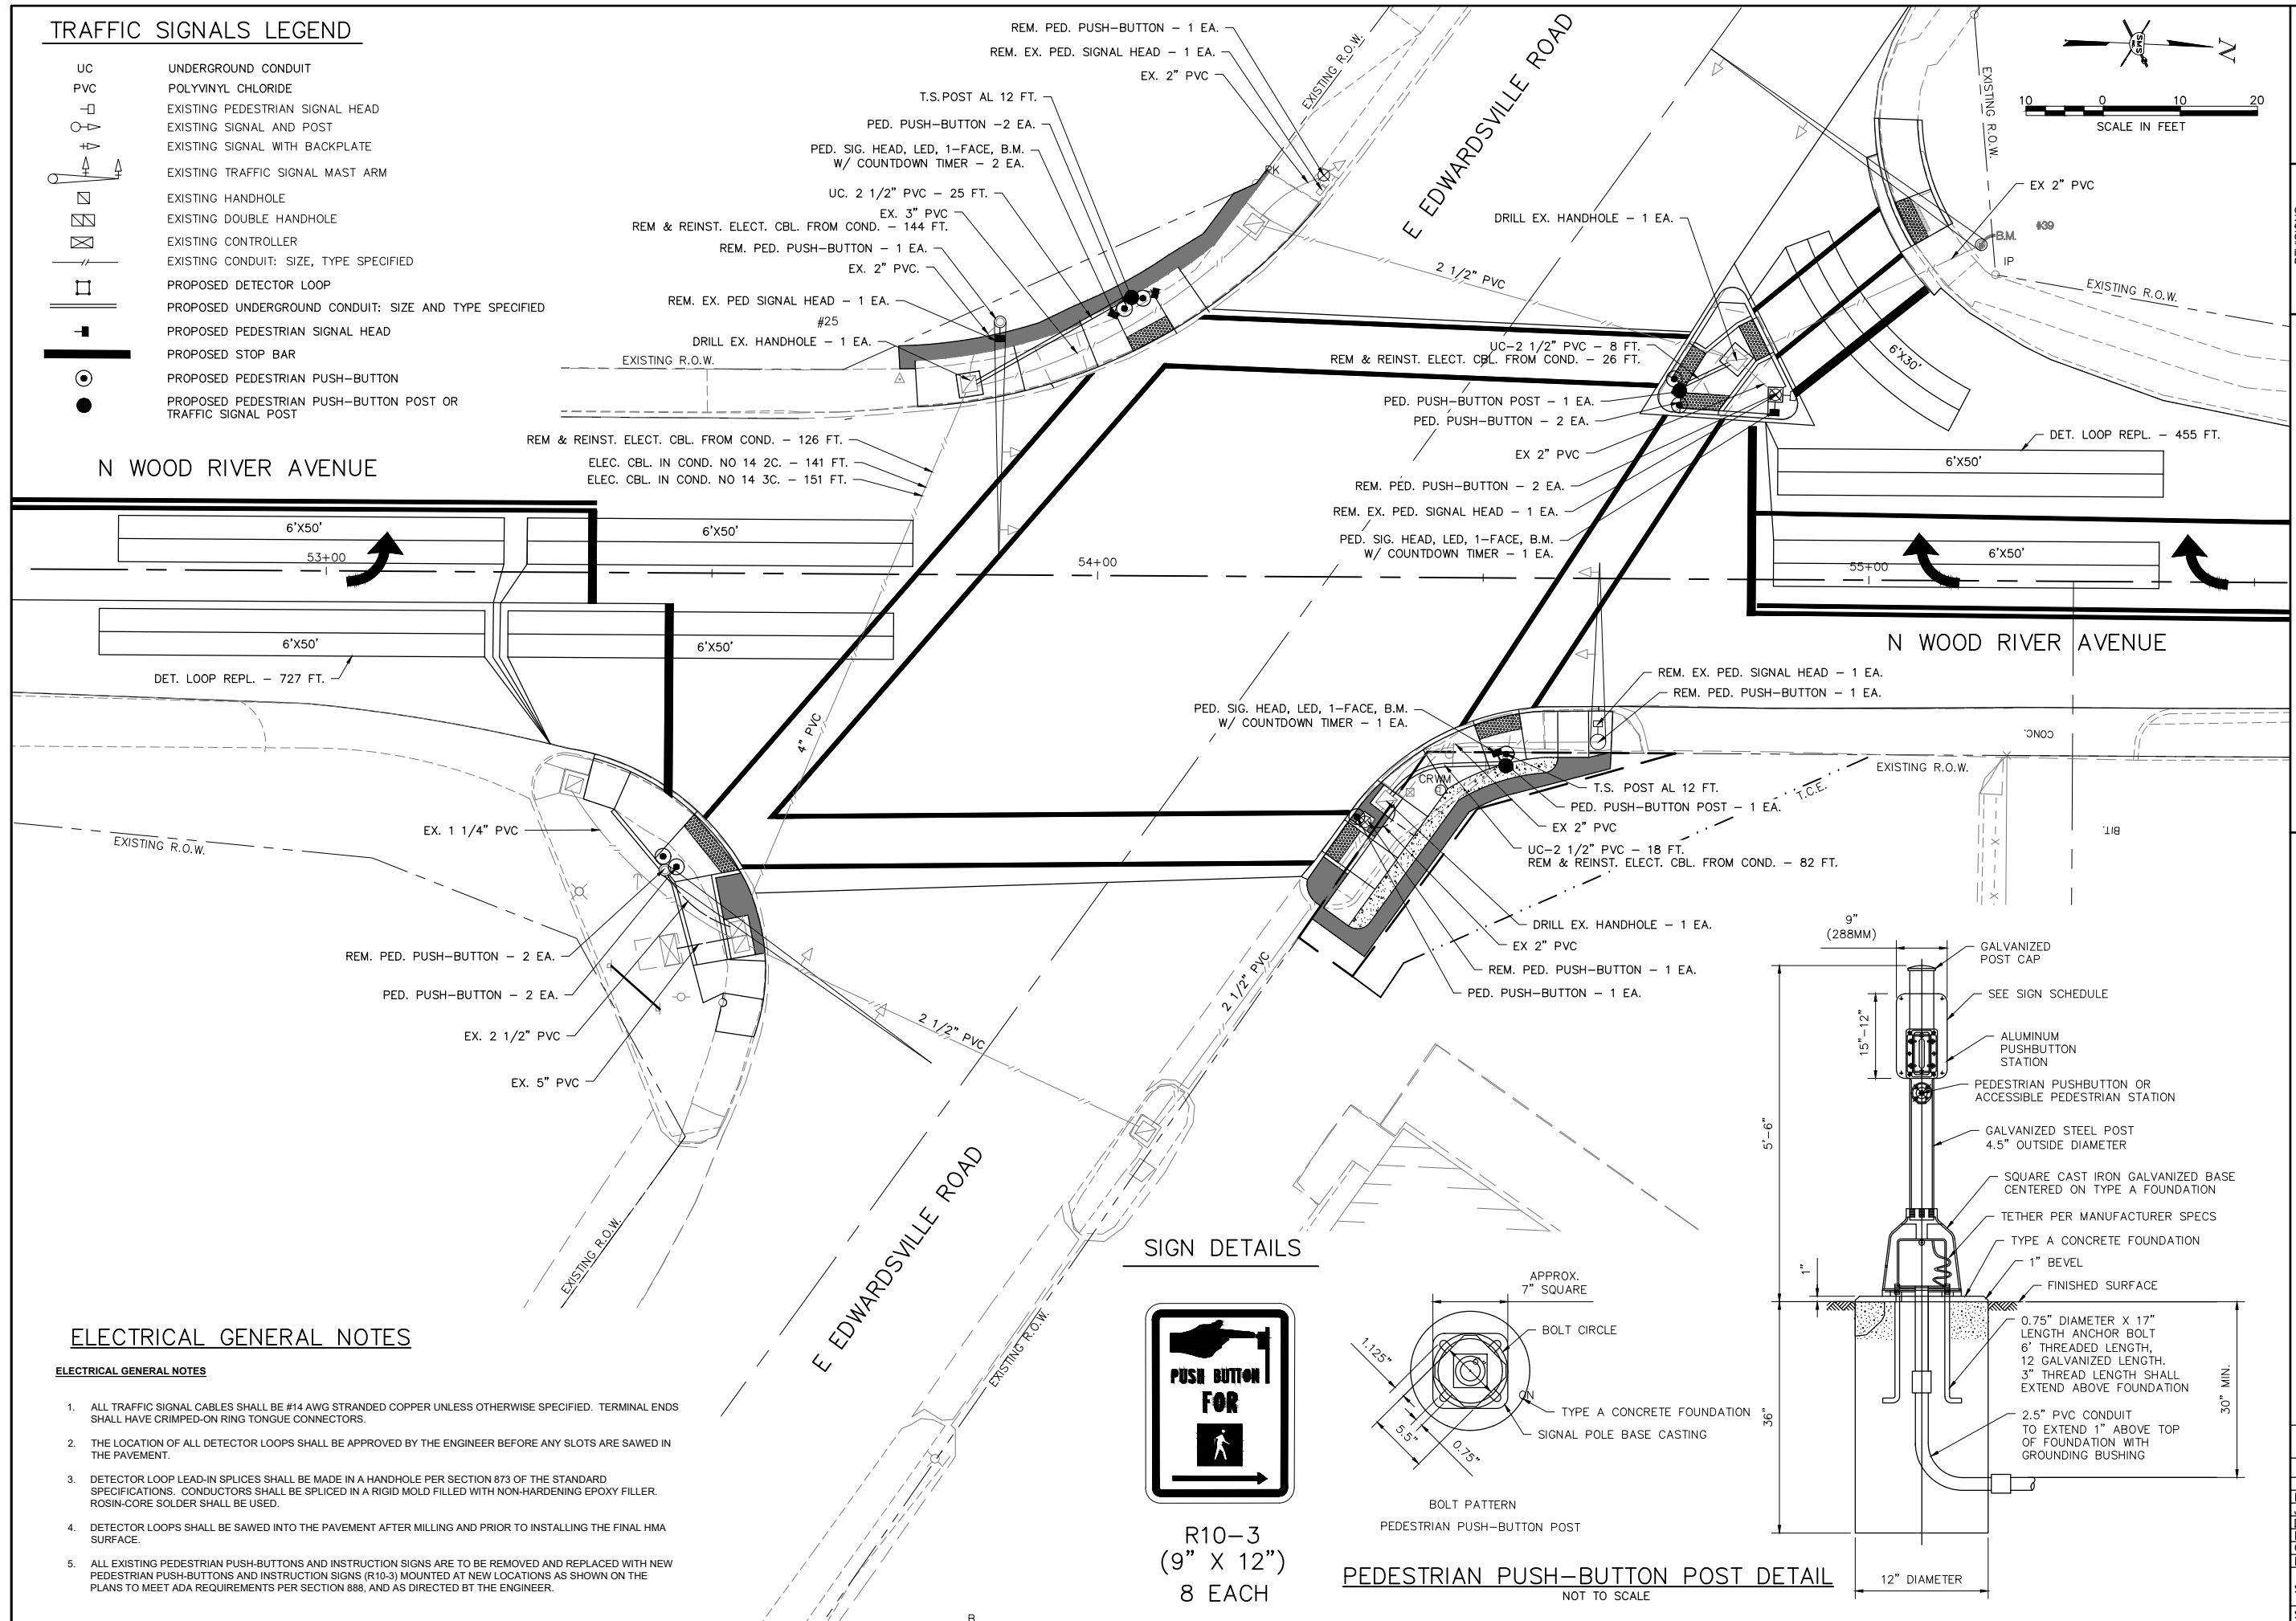 TRAFFIC SIGNALS LEGEND
UC UNDERGROUND CONDUIT
PVC POLYVINYL CHLORIDE
EXISTING PEDESTRIAN SIGNAL HEAD
EXISTING SIGNAL AND POST
EXISTING SIGNAL WITH BACKPLATE
EXISTING TRAFFIC SIGNAL MAST ARM
EXISTING HANDHOLE
EXISTING DOUBLE HANDHOLE
EXISTING CONTROLLER
EXISTING CONDUIT: SIZE, TYPE SPECIFIED
PROPOSED DETECTOR LOOP
PROPOSED UNDERGROUND CONDUIT: SIZE AND TYPE SPECIFIED
PROPOSED PEDESTRIAN SIGNAL HEAD
PROPOSED STOP BAR
PROPOSED PEDESTRIAN PUSH-BUTTON
PROPOSED PEDESTRIAN PUSH-BUTTON POST OR
TRAFFIC SIGNAL POST
REM. PED. PUSH-BUTTON - 1 EA.
REM. EX. PED. SIGNAL HEAD - 1 EA.
EX. 2" PVC
T.S. POST AL 12 FT.
PED. PUSH-BUTTON -2 EA.
PED. SIG. HEAD, LED, 1-FACE, B.M.
W/ COUNTDOWN TIMER - 2 EA.
UC. 2 1/2" PVC - 25 FT.
EX. 3" PVC
REM & REINST. ELECT. CBL. FROM COND. - 144 FT.
REM. PED. PUSH-BUTTON - 1 EA.
EX. 2" PVC.
REM. EX. PED SIGNAL HEAD - 1 EA.
#25
DRILL EX. HANDHOLE - 1 EA.
EXISTING R.O.W.
EXISTING R.O.W.
PK
E EDWARDSVILLE ROAD
2 1/2" PVC
N
SMS
10 0 10 20
SCALE IN FEET
EXISTING R.O.W.
EX 2" PVC
#39
B.M.
IP
EXISTING R.O.W.
6'X30'
DRILL EX. HANDHOLE - 1 EA.
UC-2 1/2" PVC - 8 FT.
REM & REINST. ELECT. CBL. FROM COND. - 26 FT.
PED. PUSH-BUTTON POST - 1 EA.
PED. PUSH-BUTTON - 2 EA.
EX 2" PVC
REM. PED. PUSH-BUTTON - 2 EA.
REM. EX. PED. SIGNAL HEAD - 1 EA.
PED. SIG. HEAD, LED, 1-FACE, B.M.
W/ COUNTDOWN TIMER - 1 EA.
DET. LOOP REPL. - 455 FT.
6'X50'
6'X50'
55+00
N WOOD RIVER AVENUE
REM & REINST. ELECT. CBL. FROM COND. - 126 FT.
ELEC. CBL. IN COND. NO 14 2C. - 141 FT.
ELEC. CBL. IN COND. NO 14 3C. - 151 FT.
N WOOD RIVER AVENUE
6'X50'
6'X50'
53+00
54+00
6'X50'
6'X50'
DET. LOOP REPL. - 727 FT.
4" PVC
EXISTING R.O.W.
EX. 1 1/4" PVC
REM. PED. PUSH-BUTTON - 2 EA.
PED. PUSH-BUTTON - 2 EA.
EX. 2 1/2" PVC
EX. 5" PVC
2 1/2" PVC
2 1/2" PVC
REM. EX. PED. SIGNAL HEAD - 1 EA.
REM. PED. PUSH-BUTTON - 1 EA.
PED. SIG. HEAD, LED, 1-FACE, B.M.
W/ COUNTDOWN TIMER - 1 EA.
CONC.
EXISTING R.O.W.
CRWM
T.S. POST AL 12 FT.
T.C.E.
PED. PUSH-BUTTON POST - 1 EA.
EX 2" PVC
BIT.
UC-2 1/2" PVC - 18 FT.
REM & REINST. ELECT. CBL. FROM COND. - 82 FT.
DRILL EX. HANDHOLE - 1 EA.
EX 2" PVC
REM. PED. PUSH-BUTTON - 1 EA.
PED. PUSH-BUTTON - 1 EA.
EXISTING R.O.W.
E EDWARDSVILLE ROAD
EXISTING R.O.W.
9"
(288MM)
GALVANIZED
POST CAP
SEE SIGN SCHEDULE
15"-12"
ALUMINUM
PUSHBUTTON
STATION
PEDESTRIAN PUSHBUTTON OR
ACCESSIBLE PEDESTRIAN STATION
5'-6"
GALVANIZED STEEL POST
4.5" OUTSIDE DIAMETER
SQUARE CAST IRON GALVANIZED BASE
CENTERED ON TYPE A FOUNDATION
TETHER PER MANUFACTURER SPECS
TYPE A CONCRETE FOUNDATION
1" BEVEL
1"
FINISHED SURFACE
0.75" DIAMETER X 17"
LENGTH ANCHOR BOLT
6' THREADED LENGTH,
12 GALVANIZED LENGTH.
3" THREAD LENGTH SHALL
EXTEND ABOVE FOUNDATION
30" MIN.
36"
2.5" PVC CONDUIT
TO EXTEND 1" ABOVE TOP
OF FOUNDATION WITH
GROUNDING BUSHING
12" DIAMETER
SIGN DETAILS
PUSH BUTTON
FOR
R10-3
(9" X 12")
8 EACH
APPROX.
7" SQUARE
BOLT CIRCLE
1.125"
ON
TYPE A CONCRETE FOUNDATION
SIGNAL POLE BASE CASTING
5.5"
0.75"
BOLT PATTERN
PEDESTRIAN PUSH-BUTTON POST
PEDESTRIAN PUSH-BUTTON POST DETAIL
NOT TO SCALE
ELECTRICAL GENERAL NOTES
ELECTRICAL GENERAL NOTES
1. ALL TRAFFIC SIGNAL CABLES SHALL BE #14 AWG STRANDED COPPER UNLESS OTHERWISE SPECIFIED. TERMINAL ENDS
SHALL HAVE CRIMPED-ON RING TONGUE CONNECTORS.
2. THE LOCATION OF ALL DETECTOR LOOPS SHALL BE APPROVED BY THE ENGINEER BEFORE ANY SLOTS ARE SAWED IN
THE PAVEMENT.
3. DETECTOR LOOP LEAD-IN SPLICES SHALL BE MADE IN A HANDHOLE PER SECTION 873 OF THE STANDARD
SPECIFICATIONS. CONDUCTORS SHALL BE SPLICED IN A RIGID MOLD FILLED WITH NON-HARDENING EPOXY FILLER.
ROSIN-CORE SOLDER SHALL BE USED.
4. DETECTOR LOOPS SHALL BE SAWED INTO THE PAVEMENT AFTER MILLING AND PRIOR TO INSTALLING THE FINAL HMA
SURFACE.
5. ALL EXISTING PEDESTRIAN PUSH-BUTTONS AND INSTRUCTION SIGNS ARE TO BE REMOVED AND REPLACED WITH NEW
PEDESTRIAN PUSH-BUTTONS AND INSTRUCTION SIGNS (R10-3) MOUNTED AT NEW LOCATIONS AS SHOWN ON THE
PLANS TO MEET ADA REQUIREMENTS PER SECTION 888, AND AS DIRECTED BT THE ENGINEER.